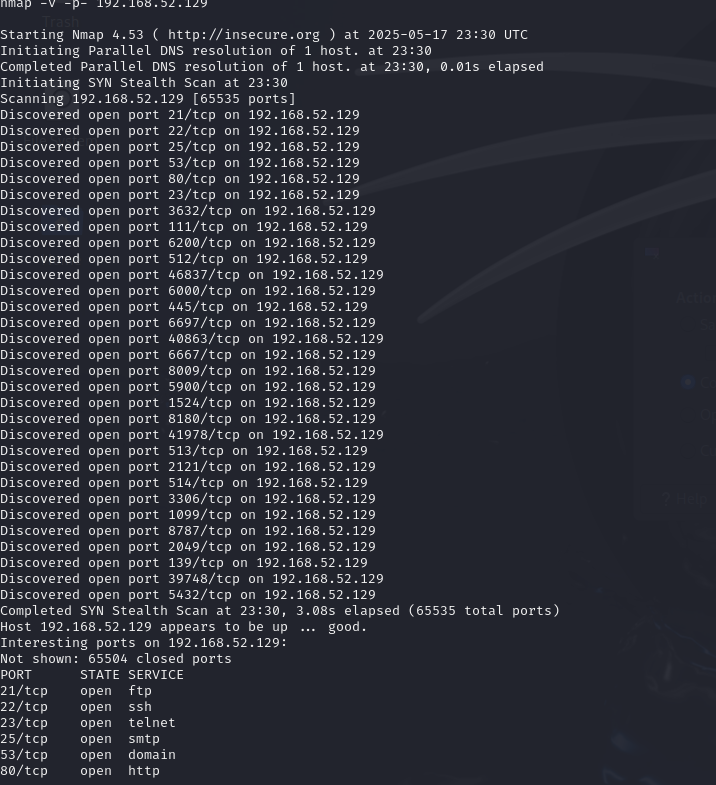 nmap -v -p- 192.168.52.129
Trash
Starting Nmap 4.53 ( http://insecure.org ) at 2025-05-17 23:30 UTC
Initiating Parallel DNS resolution of 1 host. at 23:30
Completed Parallel DNS resolution of 1 host. at 23:30, 0.01s elapsed
Initiating SYN Stealth Scan at 23:30
Scanning 192.168.52.129 [65535 ports]
Discovered open port 21/tcp on 192.168.52.129
Discovered open port 22/tcp on 192.168.52.129
Discovered open port 25/tcp on 192.168.52.129
Discovered open port 53/tcp on 192.168.52.129
Discovered open port 80/tcp on 192.168.52.129
Discovered open port 23/tcp on 192.168.52.129
Discovered open port 3632/tcp on 192.168.52.129
Discovered open port 111/tcp on 192.168.52.129
Discovered open port 6200/tcp on 192.168.52.129
Discovered open port 512/tcp on 192.168.52.129
Discovered open port 46837/tcp on 192.168.52.129
Discovered open port 6000/tcp on 192.168.52.129
Discovered open port 445/tcp on 192.168.52.129
Discovered open port 6697/tcp on 192.168.52.129
Discovered open port 40863/tcp on 192.168.52.129
Discovered open port 6667/tcp on 192.168.52.129
Discovered open port 8009/tcp on 192.168.52.129
Discovered open port 5900/tcp on 192.168.52.129
Discovered open port 1524/tcp on 192.168.52.129
Discovered open port 8180/tcp on 192.168.52.129
Discovered open port 41978/tcp on 192.168.52.129
Discovered open port 513/tcp on 192.168.52.129
Discovered open port 2121/tcp on 192.168.52.129
Discovered open port 514/tcp on 192.168.52.129
Discovered open port 3306/tcp on 192.168.52.129
Discovered open port 1099/tcp on 192.168.52.129
Discovered open port 8787/tcp on 192.168.52.129
Discovered open port 2049/tcp on 192.168.52.129
Discovered open port 139/tcp on 192.168.52.129
Discovered open port 39748/tcp on 192.168.52.129
Discovered open port 5432/tcp on 192.168.52.129
Completed SYN Stealth Scan at 23:30, 3.08s elapsed (65535 total ports)
Host 192.168.52.129 appears to be up ... good.
Interesting ports on 192.168.52.129:
Not shown: 65504 closed ports
PORT STATE SERVICE
21/tcp open ftp
22/tcp open ssh
23/tcp open telnet
25/tcp open smtp
53/tcp open domain
80/tcp open http
? Help